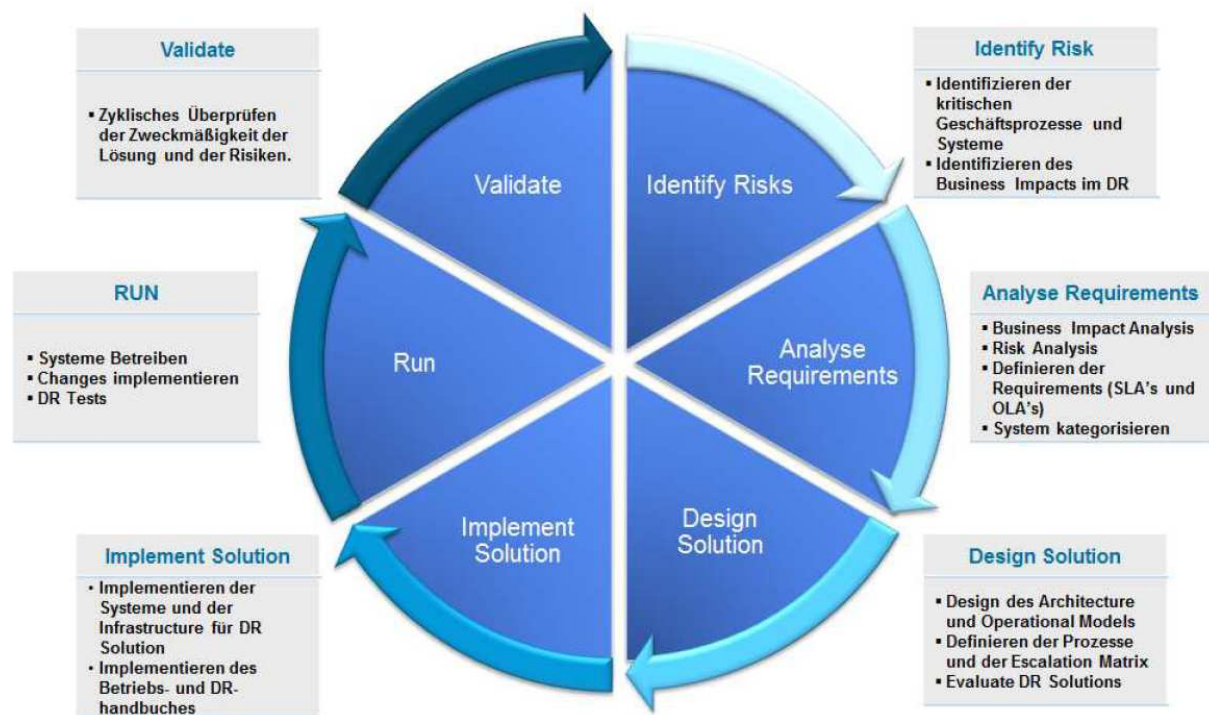 Validate
▪ Zyklisches Überprüfen
der Zweckmäßigkeit der
Lösung und der Risiken.
Identify Risk
▪ Identifizieren der
kritischen
Geschäftsprozesse und
Systeme
▪ Identifizieren des
Business Impacts im DR
Validate
Identify Risks
RUN
▪ Systeme Betreiben
▪ Changes implementieren
▪ DR Tests
Run
Analyse
Requirements
Analyse Requirements
▪ Business Impact Analysis
▪ Risk Analysis
▪ Definieren der
Requirements (SLA's und
OLA's)
▪ System kategorisieren
Implement
Solution
Design
Solution
Implement Solution
• Implementieren der
Systeme und der
Infrastructure für DR
Solution
• Implementieren des
Betriebs- und DR-
handbuches
Design Solution
▪ Design des Architecture
und Operational Models
▪ Definieren der Prozesse
und der Escalation Matrix
▪ Evaluate DR Solutions